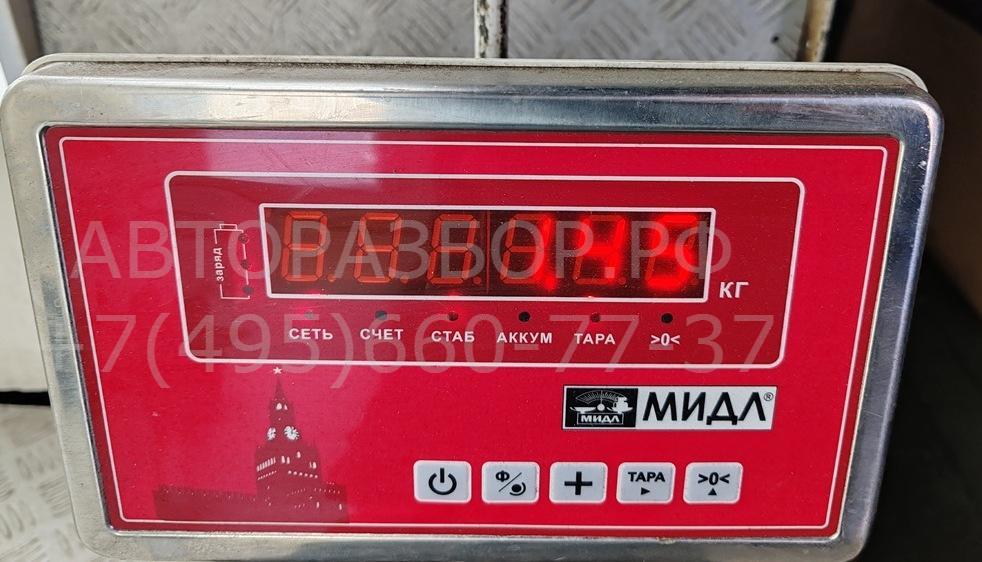 АВТОРАЗБОР.РФ
заряд
КГ
СЕТЬ СЧЕТ СТАБ АККУМ ТАРА >0<
+7(495)660-77-37
МИДЛ МИДЛ®
Ф ТАРА >0<